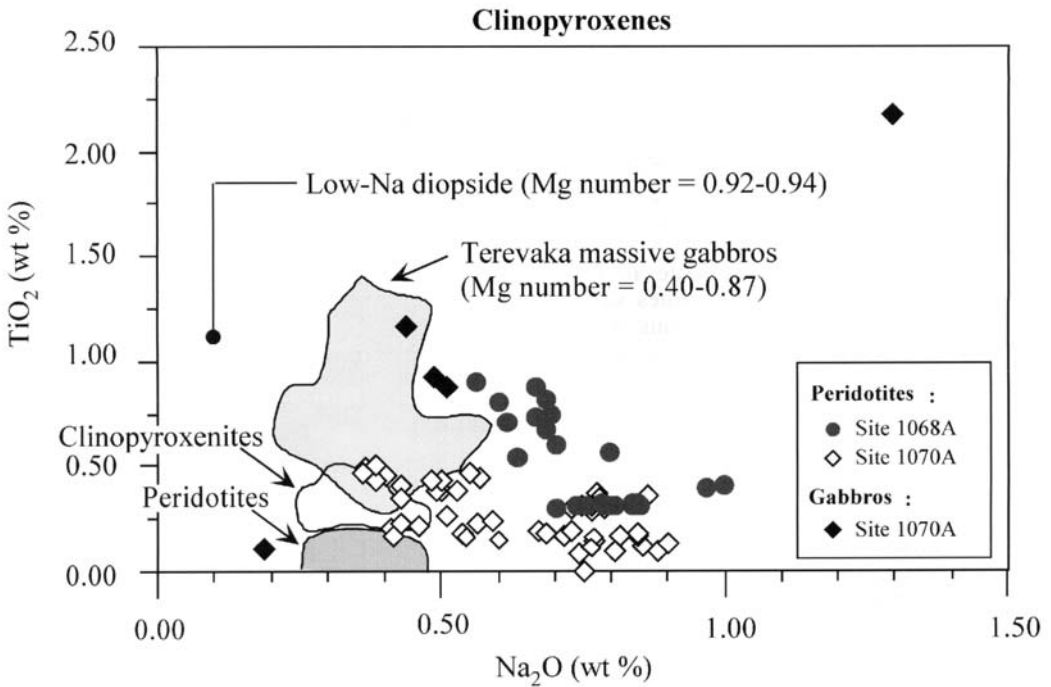 Clinopyroxenes
2.50
2.00
1.50
1.00
0.50
0.00
TiO2 (wt %)
Low-Na diopside (Mg number = 0.92-0.94)
Terevaka massive gabbros
(Mg number = 0.40-0.87)
Clinopyroxenites
Peridotites
Peridotites :
Site 1068A
Site 1070A
Gabbros :
Site 1070A
0.00
0.50
1.00
1.50
Na2O (wt %)